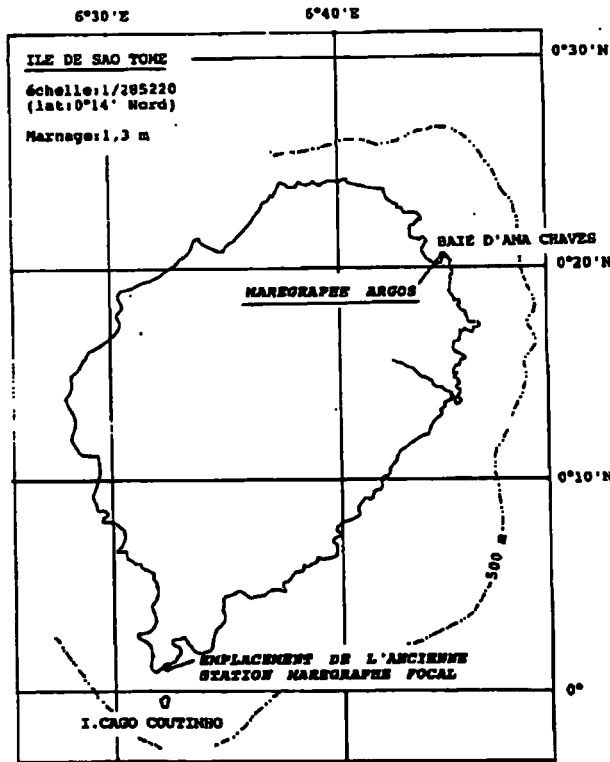 6°30'E
6°40'E
ILE DE SAO TOME
échelle:1/285220
(lat:0°14' Nord)
Marnage:1,3 m
0°30'N
BAIE D'ANA CHAVES
0°20'N
MAREGRAPHE ARGOS
0°10'N
500 m
EMPLACEMENT DE L'ANCIENNE
STATION MAREGRAPHE FOCAL
0°
I.CAGO COUTINHO